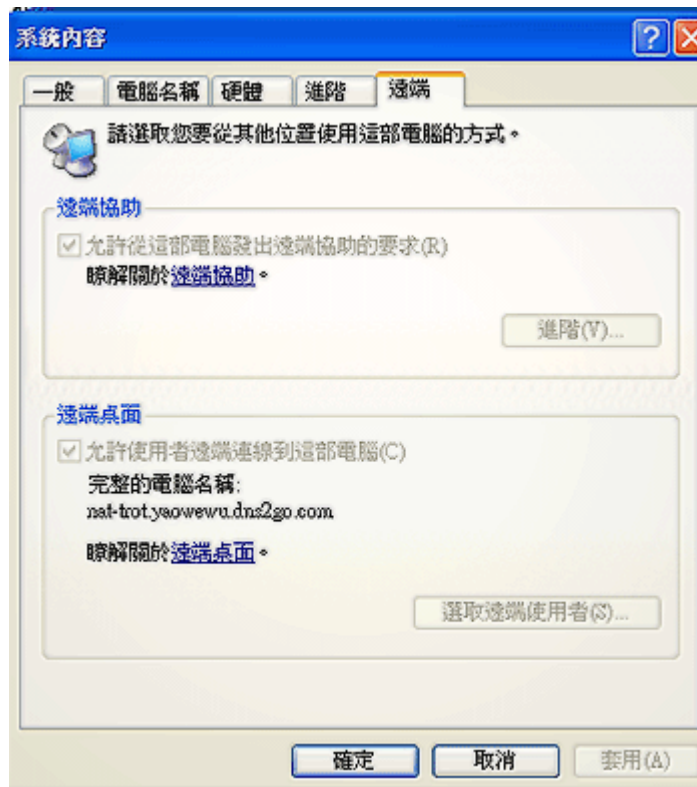 系統內容
一般
電腦名稱
硬體
進階
遠端
請選取您要從其他位置使用這部電腦的方式。
遠端協助
允許從這部電腦發出遠端協助的要求(R)
瞭解關於遠端協助。
進階(V)...
遠端桌面
允許使用者遠端連線到這部電腦(C)
完整的電腦名稱:
nat-trot.yaowewu.dns2go.com
瞭解關於遠端桌面。
選取遠端使用者(S)...
確定
取消
套用(A)